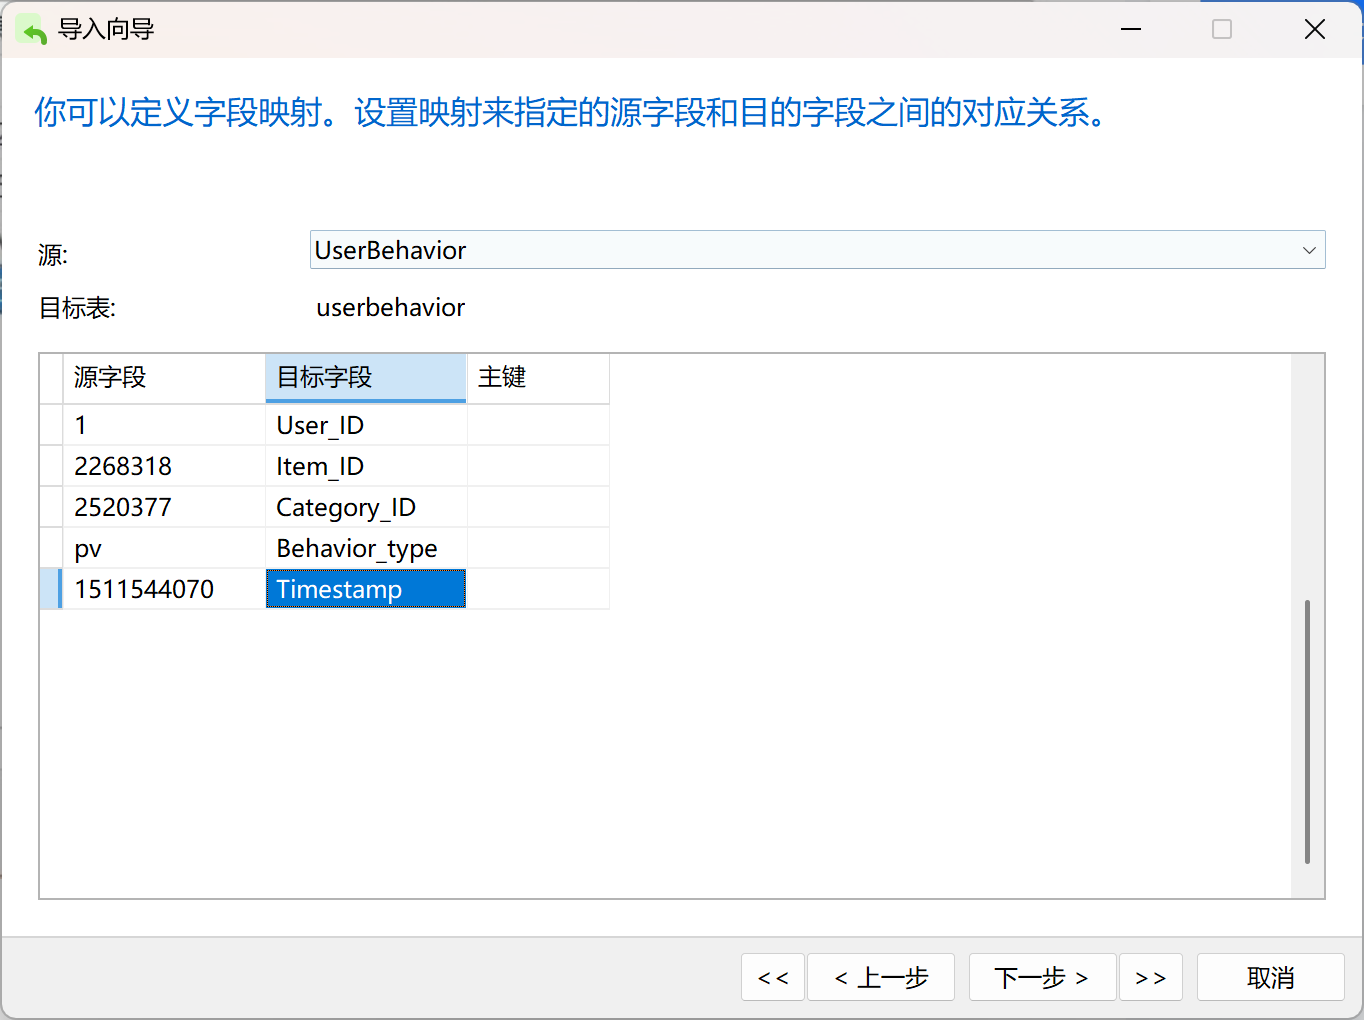 导入向导
你可以定义字段映射。设置映射来指定的源字段和目的字段之间的对应关系。
源: UserBehavior
目标表: userbehavior
源字段 目标字段 主键
1 User_ID
2268318 Item_ID
2520377 Category_ID
pv Behavior_type
1511544070 Timestamp
<< < 上一步 下一步 > >> 取消